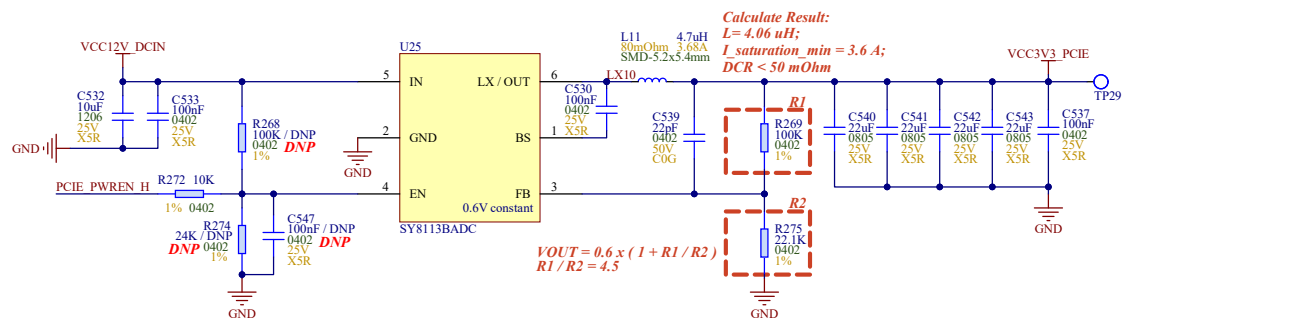 Calculate Result:
L= 4.06 uH;
I_saturation_min = 3.6 A;
DCR < 50 mOhm
VCC12V_DCIN
U25
L11 4.7uH
80mOhm 3.68A
SMD-5.2x5.4mm
VCC3V3_PCIE
5 IN
LX / OUT 6
LX10
TP29
C532
10uF
1206
25V
X5R
C533
100nF
0402
25V
X5R
R268
100K / DNP
0402 DNP
1%
C530
100nF
0402
25V
X5R
C539
22pF
0402
50V
C0G
R1
R269
100K
0402
1%
C540
22uF
0805
25V
X5R
C541
22uF
0805
25V
X5R
C542
22uF
0805
25V
X5R
C543
22uF
0805
25V
X5R
C537
100nF
0402
25V
X5R
2 GND
BS 1
GND
GND
PCIE_PWREN_H
R272 10K
1% 0402
4 EN
FB 3
0.6V constant
SY8113BADC
R274
24K / DNP
DNP 0402
1%
C547
100nF / DNP
0402 DNP
25V
X5R
R2
R275
22.1K
0402
1%
VOUT = 0.6 x ( 1 + R1 / R2 )
R1 / R2 = 4.5
GND
GND
GND